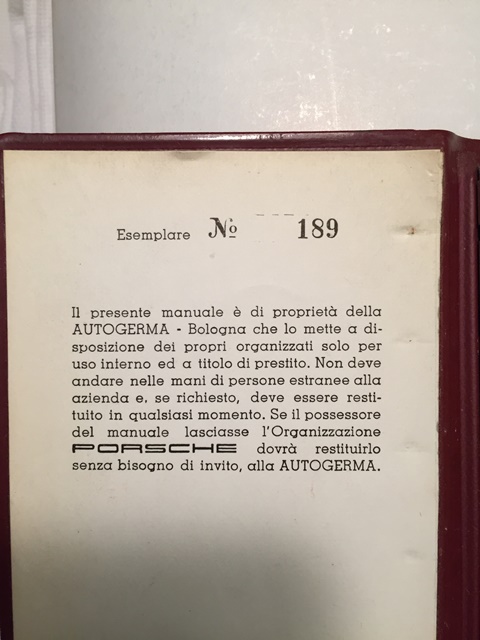 Esemplare № 189
Il presente manuale è di proprietà della
AUTOGERMA - Bologna che lo mette a di-
sposizione dei propri organizzati solo per
uso interno ed a titolo di prestito. Non deve
andare nelle mani di persone estranee alla
azienda e, se richiesto, deve essere resti-
tuito in qualsiasi momento. Se il possessore
del manuale lasciasse l'Organizzazione
PORSCHE dovrà restituirlo
senza bisogno di invito, alla AUTOGERMA.